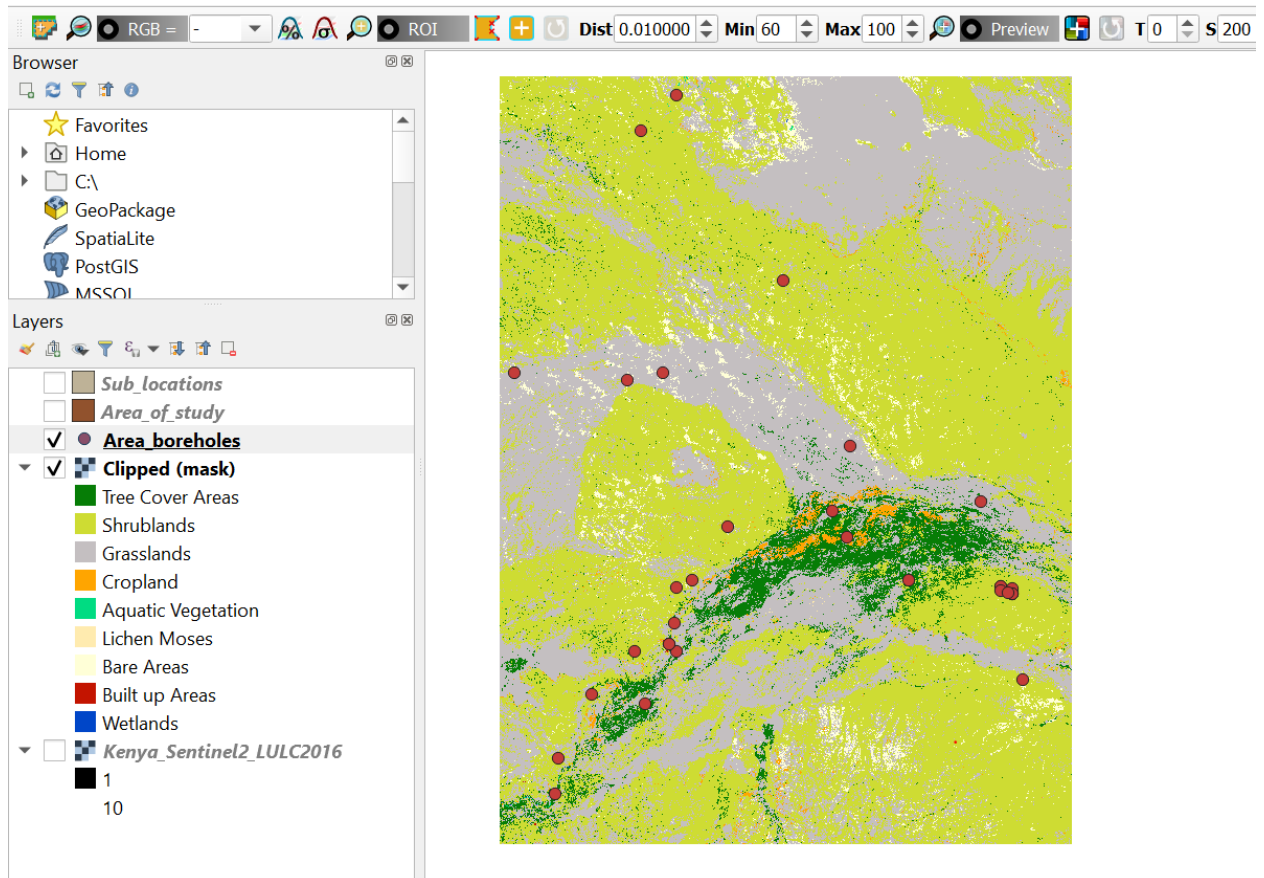 RGB = - ROI Dist 0.010000 Min 60 Max 100 Preview T 0 S 200
Browser
Favorites
Home
C:\
GeoPackage
SpatiaLite
PostGIS
MSSQL
Layers
Sub_locations
Area_of_study
Area_boreholes
Clipped (mask)
Tree Cover Areas
Shrublands
Grasslands
Cropland
Aquatic Vegetation
Lichen Moses
Bare Areas
Built up Areas
Wetlands
Kenya_Sentinel2_LULC2016
1
10